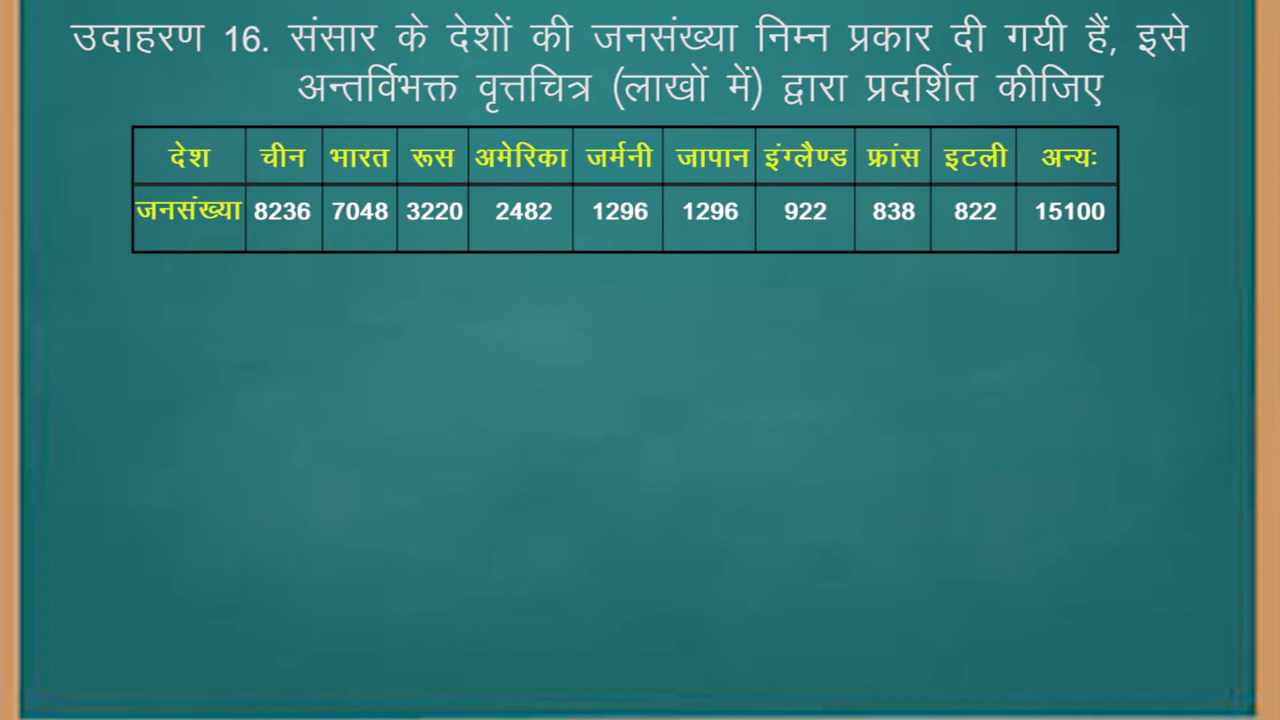 उदाहरण 16. संसार के देशों की जनसंख्या निम्न प्रकार दी गयी हैं, इसे
अन्तर्विभक्त वृत्तचित्र (लाखों में) द्वारा प्रदर्शित कीजिए
देश चीन भारत रूस अमेरिका जर्मनी जापान इंग्लैण्ड फ्रांस इटली अन्यः
जनसंख्या 8236 7048 3220 2482 1296 1296 922 838 822 15100